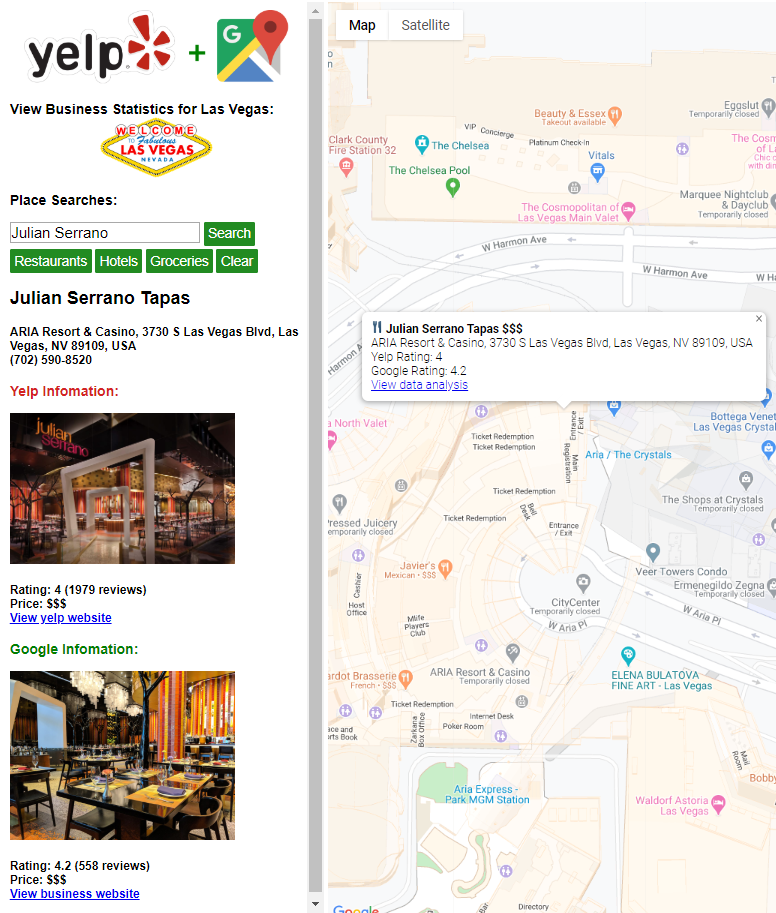 yelp
+
G
View Business Statistics for Las Vegas:
WELCOME
TO Fabulous
LAS VEGAS
NEVADA
Place Searches:
Julian Serrano
Search
Restaurants
Hotels
Groceries
Clear
Julian Serrano Tapas
ARIA Resort & Casino, 3730 S Las Vegas Blvd, Las
Vegas, NV 89109, USA
(702) 590-8520
Yelp Infomation:
julian
serrano
Rating: 4 (1979 reviews)
Price: $$$
View yelp website
Google Infomation:
Rating: 4.2 (558 reviews)
Price: $$$
View business website
Map
Satellite
Eggslut
Temporarily closed
Beauty & Essex
Takeout available
VIP
Concierge
Platinum Check-in
Clark County
Fire Station 32
The Chelsea
The Cosm
of La
Chic c
with din
Vitals
The Chelsea Pool
Marquee Nightclub
& Dayclub
Temporarily closed
The Cosmopolitan of
Las Vegas Main Valet
W Harmon Ave
W Harmon Ave
Harmon A
Julian Serrano Tapas $$$
×
ARIA Resort & Casino, 3730 S Las Vegas Blvd, Las Vegas, NV 89109, USA
Yelp Rating: 4
Google Rating: 4.2
View data analysis
a North Valet
Entrance
/ Exit
Bottega Venet
Las Vegas Crystal
Ticket Redemption
Ticket Redemption
Main
Registration
Aria / The Crystals
Ticket Redemption
The Shops at Crystals
Temporarily closed
Pressed Juicery
emporarily closed
Bell
Desk
Ticket Redemption
Entrance
/ Exit
Veer Towers Condo
Javier's
Mexican • $$$
Ermenegildo Zegna
Temporarily closed
Cashier
CityCenter
Temporarily closed
Host
Office
W Aria Pl
Mlife
Players
Club
W Aria Pl
ardot Brasserie
French • $$$
ARIA Resort & Casino
Temporarily closed
ELENA BULATOVA
FINE ART - Las Vegas
Ticket Redemption
Internet Desk
Poker Room
Zarkana
Box Office
ace and
orts Book
Mail
Room
Bobby
Aria Express -
Park MGM Station
Waldorf Astoria
Las Vegas
Bar
Directory
Google